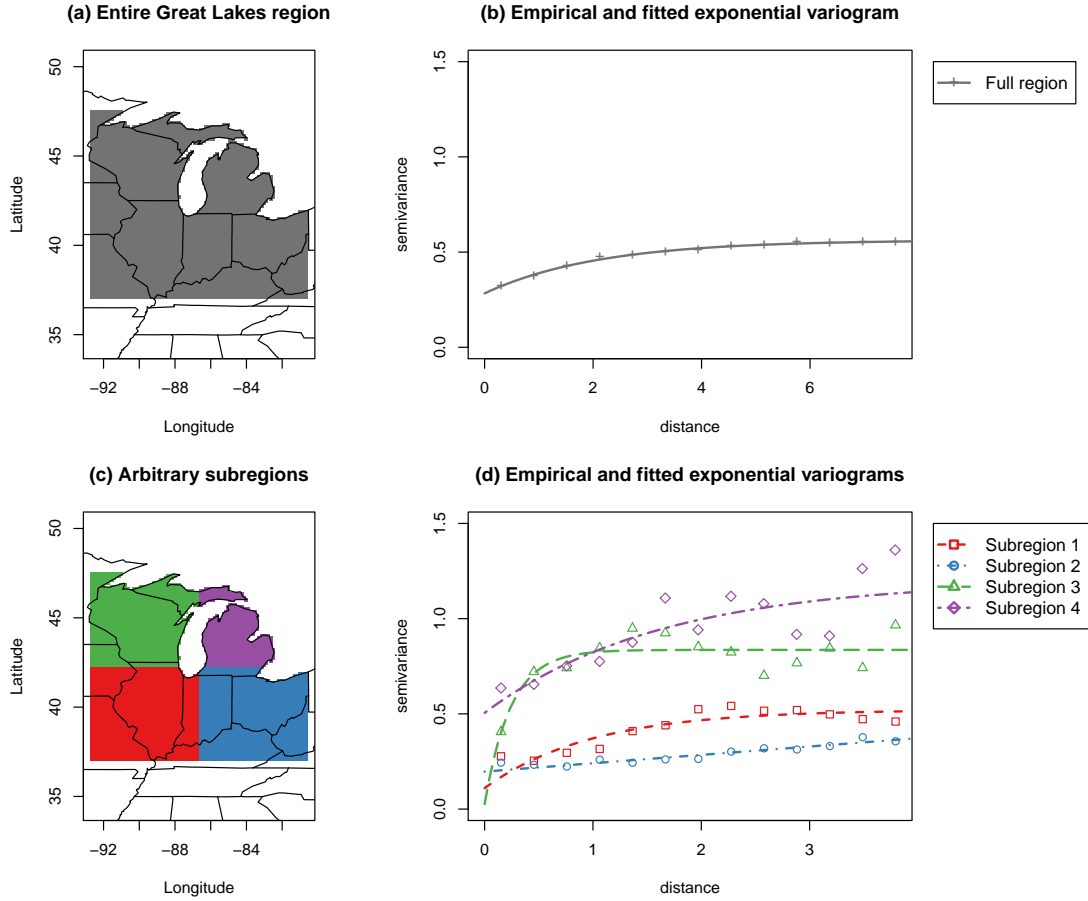 (a) Entire Great Lakes region
50
45
40
35
Latitude
−92
−88
−84
Longitude
(b) Empirical and fitted exponential variogram
1.5
1.0
0.5
0.0
semivariance
0
2
4
6
distance
Full region
(c) Arbitrary subregions
50
45
40
35
Latitude
−92
−88
−84
Longitude
(d) Empirical and fitted exponential variograms
1.5
1.0
0.5
0.0
semivariance
0
1
2
3
distance
Subregion 1
Subregion 2
Subregion 3
Subregion 4